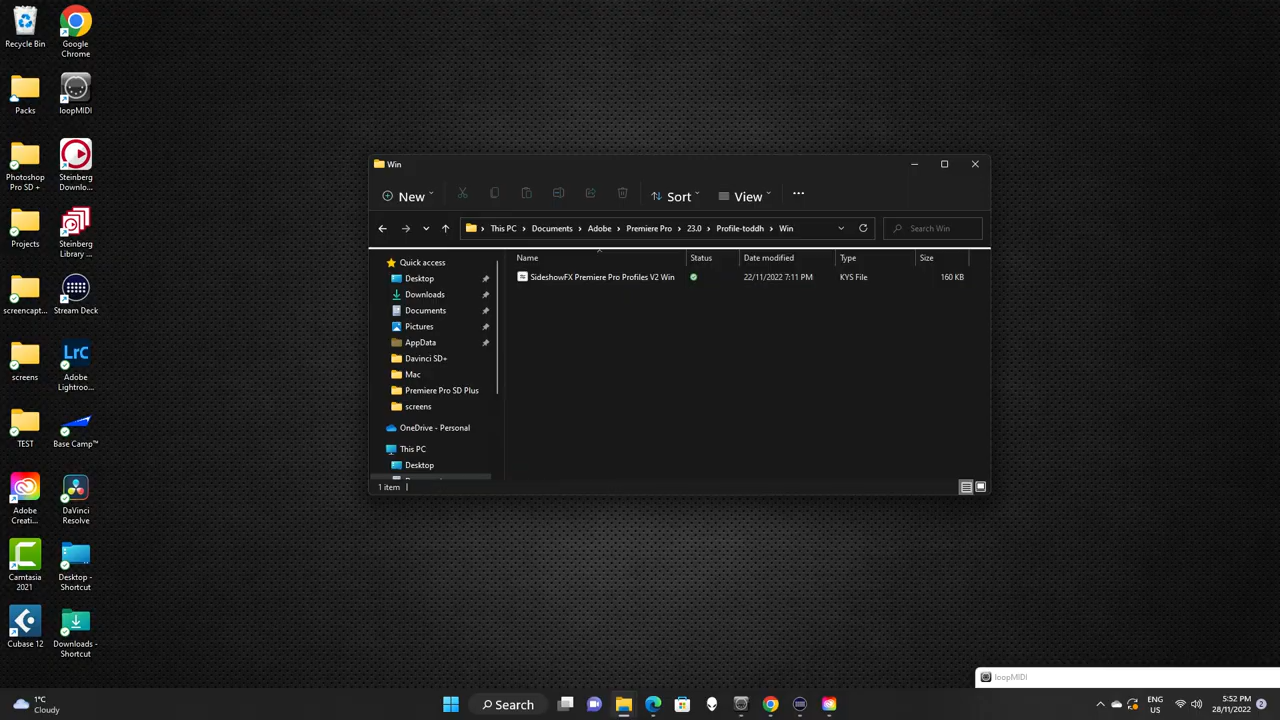 Recycle Bin
Google
Chrome
Packs
loopMIDI
Photoshop
Pro SD +
Steinberg
Downlo...
Projects
Steinberg
Library ...
screencapt...
Stream Deck
screens
Adobe
Lightroo...
TEST
Base Camp™
Adobe
Creati...
DaVinci
Resolve
Camtasia
2021
Desktop -
Shortcut
Cubase 12
Downloads -
Shortcut
LrC
Win
New
Sort
View
This PC
Documents
Adobe
Premiere Pro
23.0
Profile-toddh
Win
Search Win
Quick access
Desktop
Downloads
Documents
Pictures
AppData
Davinci SD+
Mac
Premiere Pro SD Plus
screens
OneDrive - Personal
This PC
Desktop
Name
Status
Date modified
Type
Size
SideshowFX Premiere Pro Profiles V2 Win
22/11/2022 7:11 PM
KYS File
160 KB
1 item
loopMIDI
1°C
Cloudy
Search
ENG
US
5:52 PM
28/11/2022